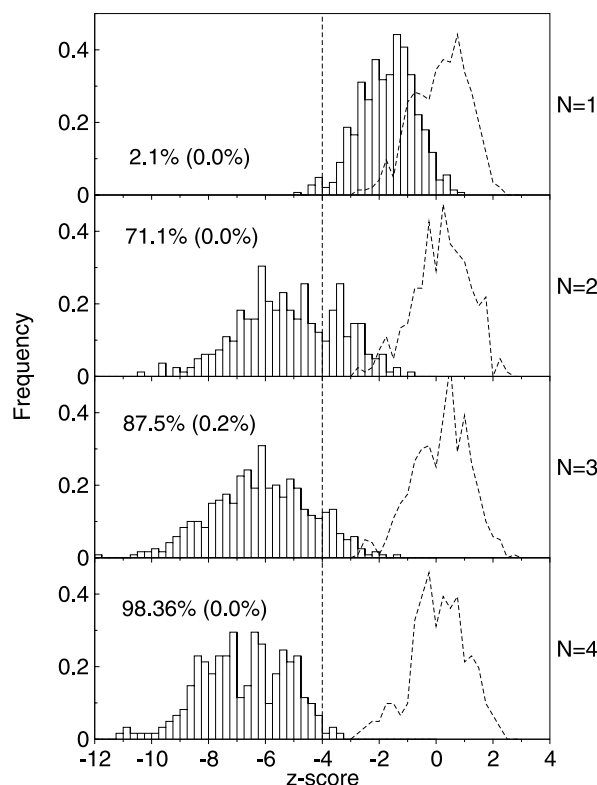 0.4
0.2
0
2.1% (0.0%)
N=1
0.4
0.2
0
71.1% (0.0%)
N=2
Frequency
0.4
0.2
0
87.5% (0.2%)
N=3
0.4
0.2
0
98.36% (0.0%)
N=4
-12 -10 -8 -6 -4 -2 0 2 4
z-score